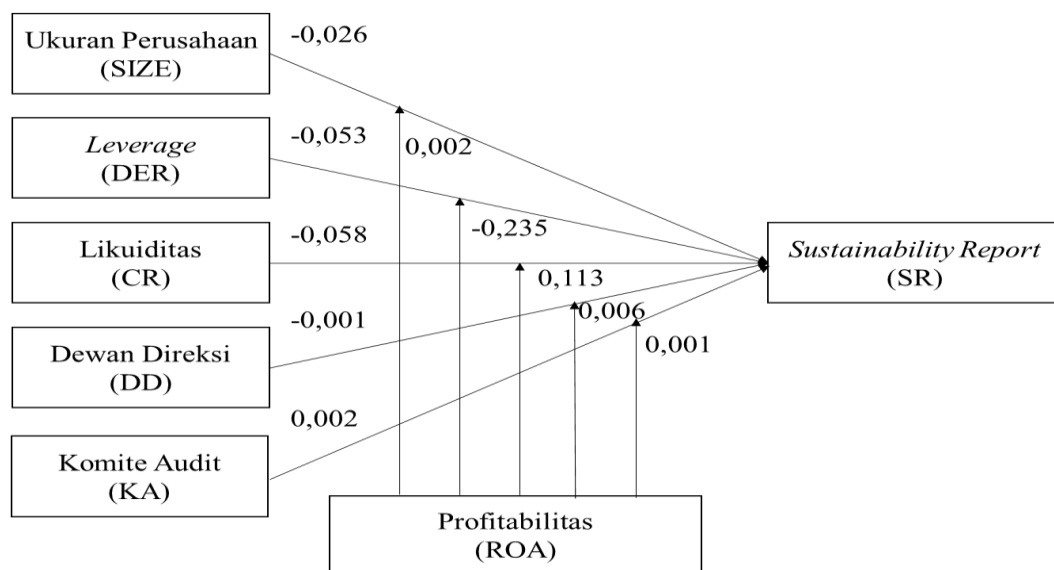 Ukuran Perusahaan
(SIZE)
-0,026
Leverage
(DER)
-0,053
0,002
Likuiditas
(CR)
-0,058
-0,235
0,113
Sustainability Report
(SR)
Dewan Direksi
(DD)
-0,001
0,006
0,001
Komite Audit
(KA)
0,002
Profitabilitas
(ROA)